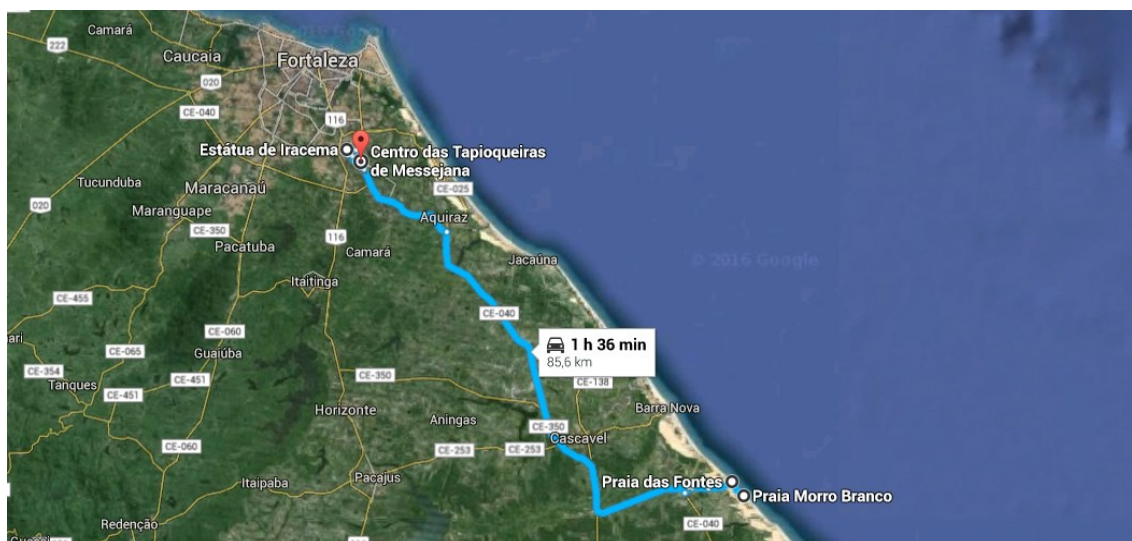 Camará
222
© 2016 Google
Caucaia
Fortaleza
020
CE-040
116
Estátua de Iracema
Centro das Tapioqueiras
de Messejana
Tucunduba
Maracanaú
CE-025
020
Maranguape
Aquiraz
CE-350
116
Pacatuba
Camará
Jacaúna
© 2016 Google
Itaitinga
CE-455
CE-040
CE-060
1 h 36 min
85,6 km
CE-065
Guaiúba
CE-354
Tanques
CE-451
CE-350
CE-138
CE-451
Horizonte
Aningas
Barra Nova
CE-350
Cascavel
CE-060
CE-253
CE-253
Itaipaba
Pacajus
Praia das Fontes
Praia Morro Branco
Redenção
CE-040